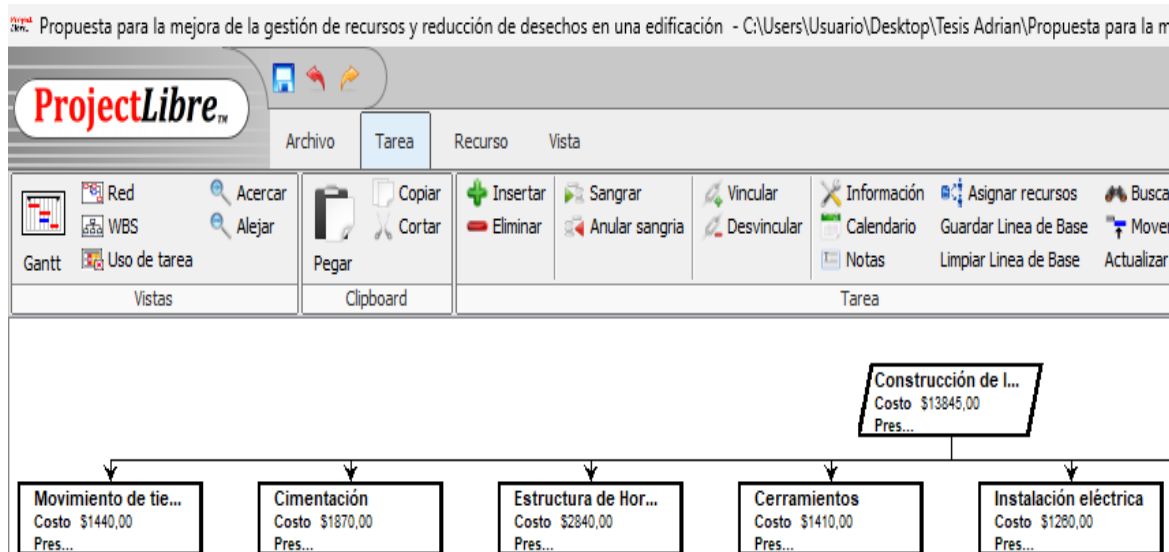 Propuesta para la mejora de la gestión de recursos y reducción de desechos en una edificación - C:\Users\Usuario\Desktop\Tesis Adrian\Propuesta para la m
ProjectLibre TM
Archivo Tarea Recurso Vista
Red Acercar Copiar Insertar Sangrar Vincular Información Asignar recursos Busca
WBS Alejar Cortar Eliminar Anular sangria Desvincular Calendario Guardar Linea de Base Mover
Gantt Uso de tarea Pegar Notas Limpiar Linea de Base Actualizar
Vistas Clipboard Tarea
Construcción de l...
Costo $13845,00
Pres...
Movimiento de tie... Cimentación Estructura de Hor... Cerramientos Instalación eléctrica
Costo $1440,00 Costo $1870,00 Costo $2840,00 Costo $1410,00 Costo $1260,00
Pres... Pres... Pres... Pres... Pres...